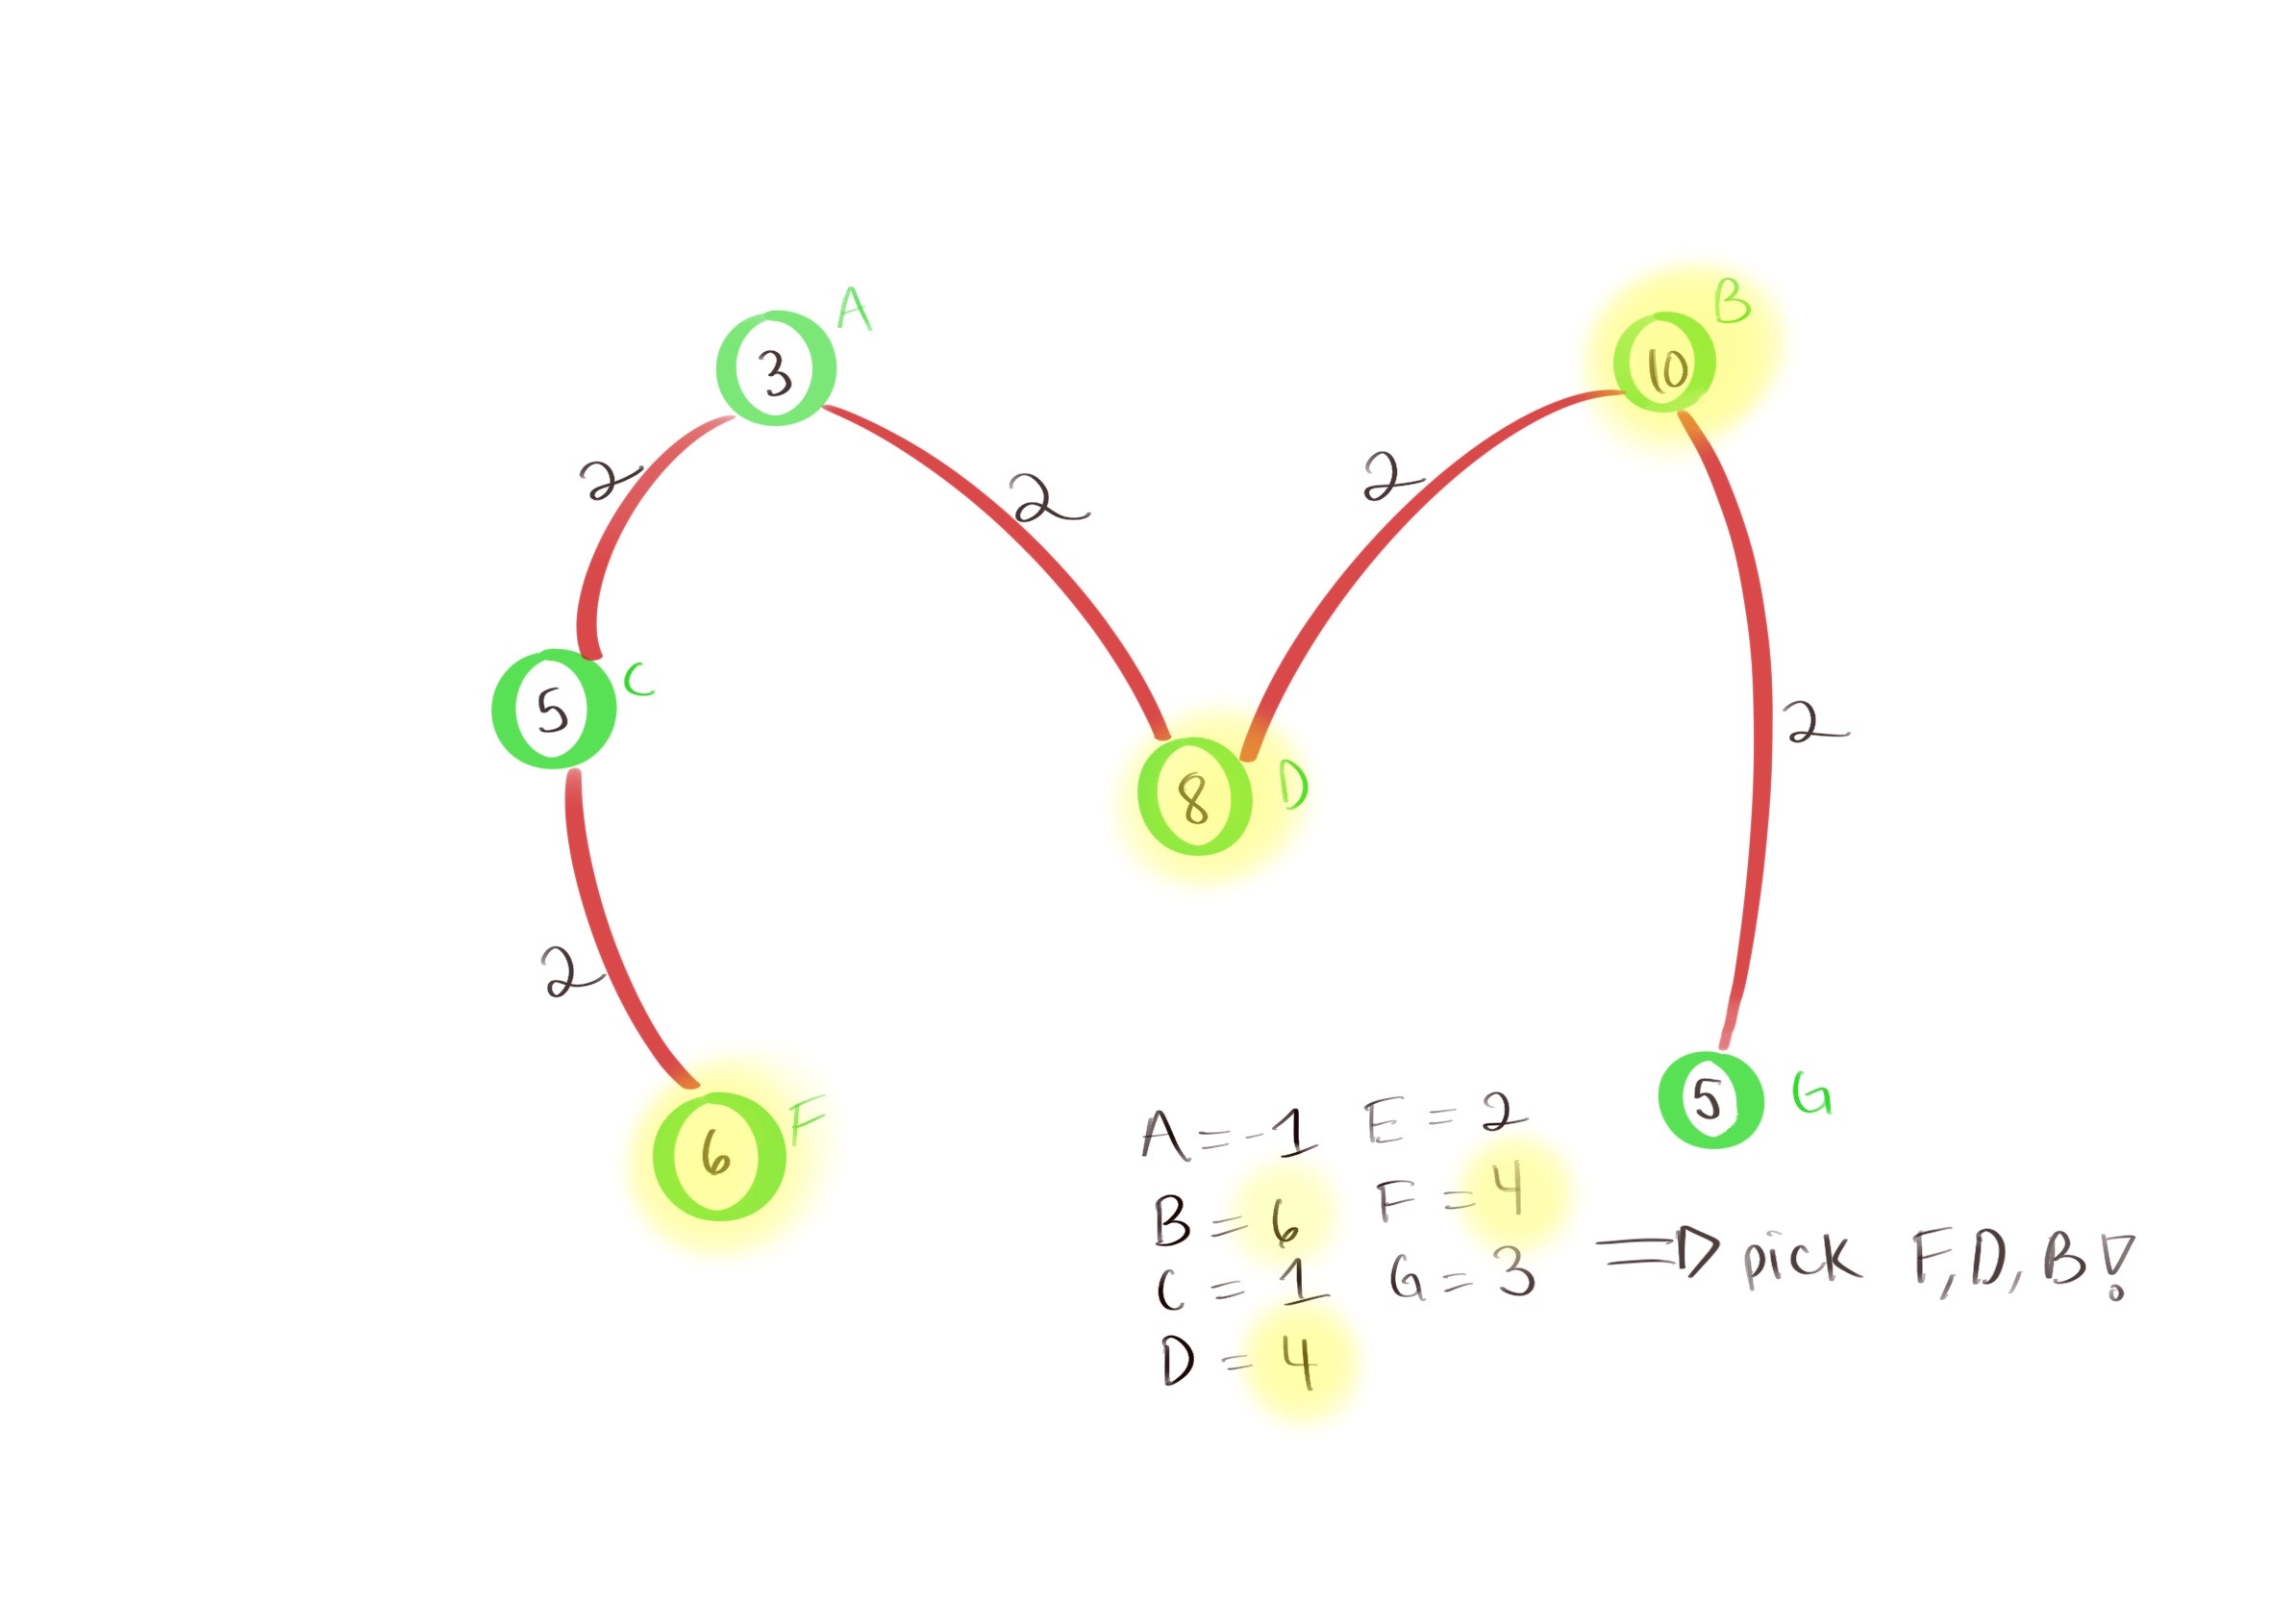 A
B
3
10
2
2
2
C
5
2
8
D
2
F
6
5
G
A = -1 E = 2
B = 6 F = 4
C = 1 G = 3
D = 4
⇒ pick F, D, B!